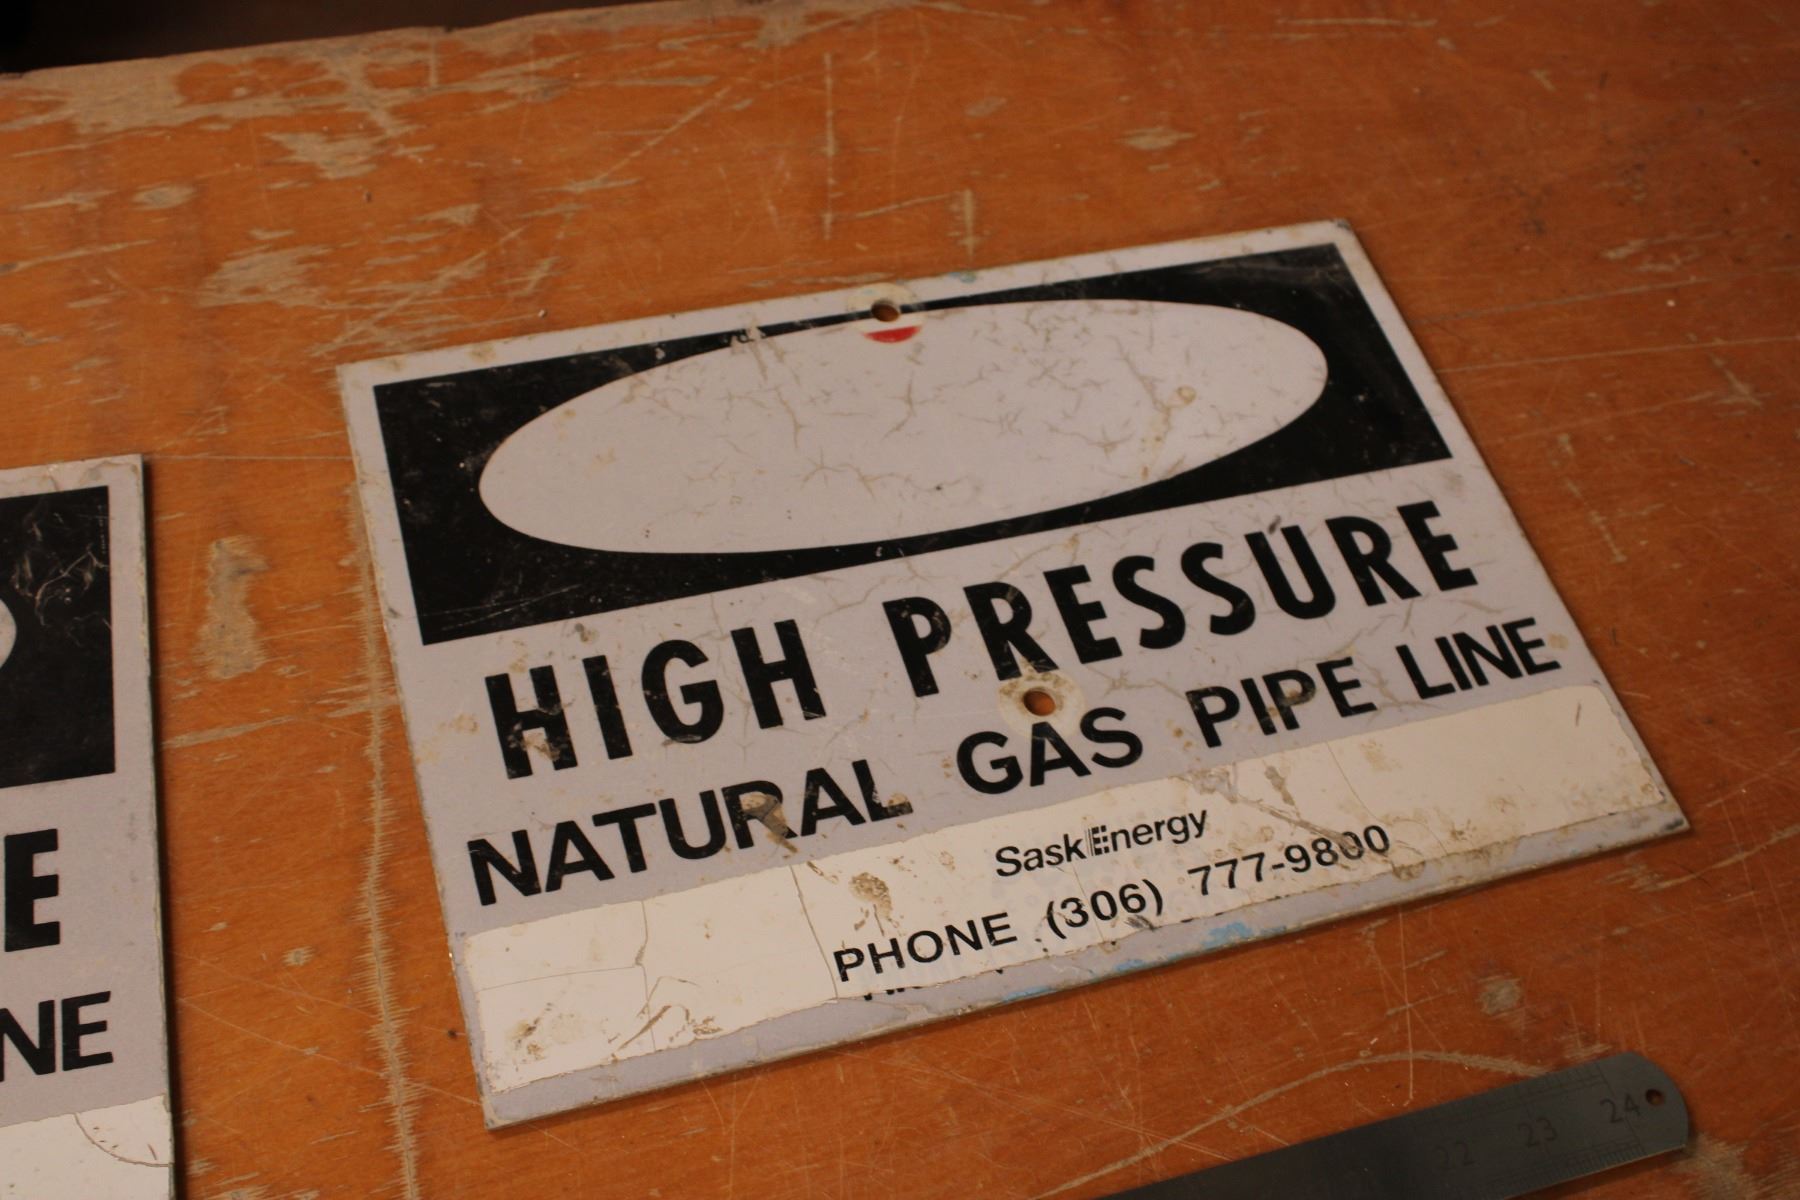 HIGH PRESSURE
NATURAL GAS PIPE LINE
SaskEnergy
PHONE (306) 777-9800
E
NE
22 23 24